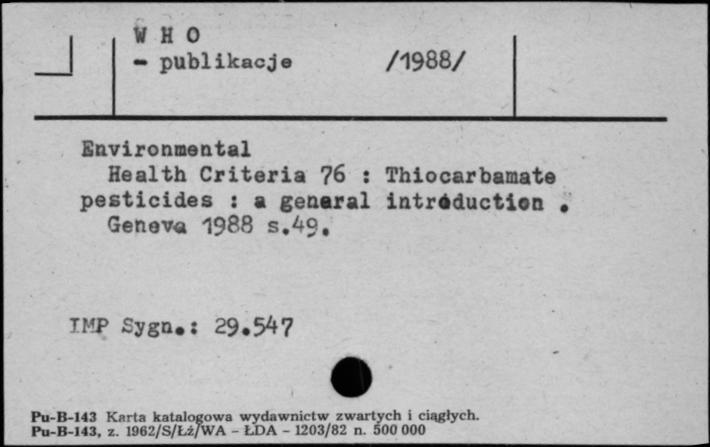 W H O
- publikacje /1988/
Environmental
Health Criteria 76 : Thiocarbamate
pesticides : a general introduction .
Geneva 1988 s.49.
IMP Sygn.: 29.547
Pu-B-143 Karta katalogowa wydawnictw zwartych i ciągłych.
Pu-B-143, z. 1962/S/Łż/WA - ŁDA - 1203/82 n. 500 000